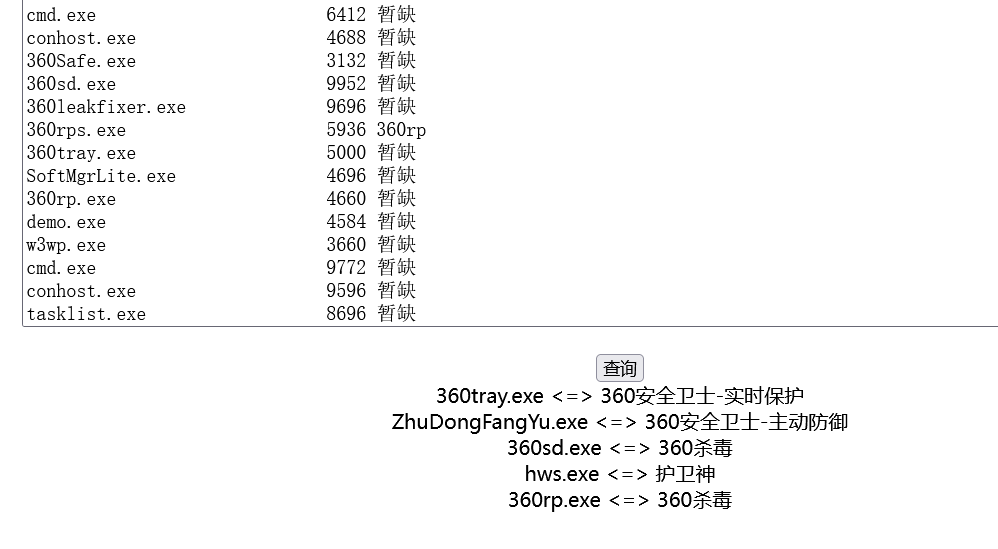 cmd.exe 6412 暂缺
conhost.exe 4688 暂缺
360Safe.exe 3132 暂缺
360sd.exe 9952 暂缺
360leakfixer.exe 9696 暂缺
360rps.exe 5936 360rp
360tray.exe 5000 暂缺
SoftMgrLite.exe 4696 暂缺
360rp.exe 4660 暂缺
demo.exe 4584 暂缺
w3wp.exe 3660 暂缺
cmd.exe 9772 暂缺
conhost.exe 9596 暂缺
tasklist.exe 8696 暂缺
查询
360tray.exe <=> 360安全卫士-实时保护
ZhuDongFangYu.exe <=> 360安全卫士-主动防御
360sd.exe <=> 360杀毒
hws.exe <=> 护卫神
360rp.exe <=> 360杀毒